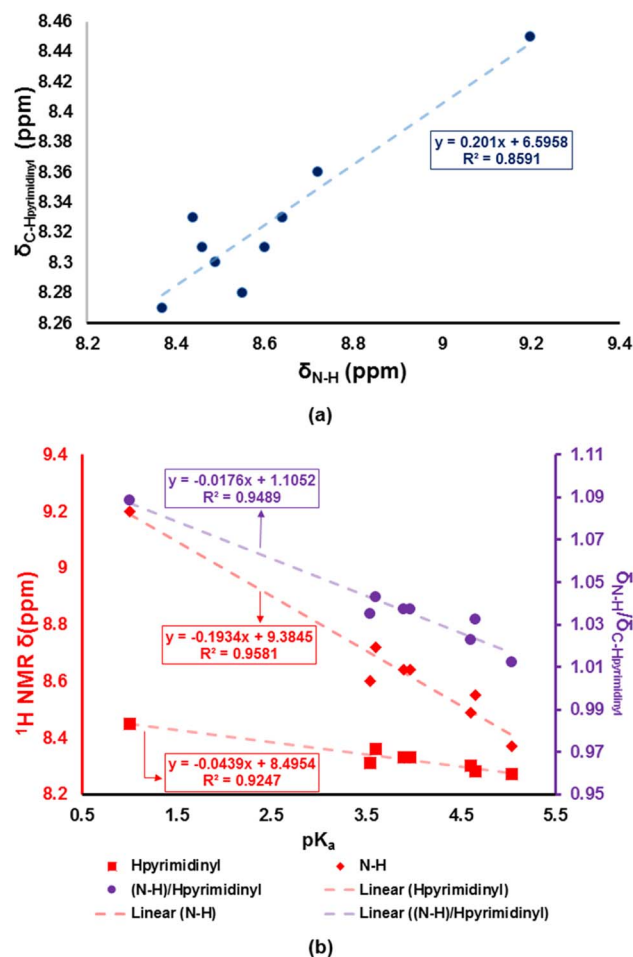 8.46
8.44
8.42
8.4
8.38
8.36
8.34
8.32
8.3
8.28
8.26
δC-Hpyrimidinyl (ppm)
y = 0.201x + 6.5958
R² = 0.8591
8.2 8.4 8.6 8.8 9 9.2 9.4
δN-H (ppm)
(a)
9.4
9.2
9
8.8
8.6
8.4
8.2
¹H NMR δ(ppm)
y = -0.0176x + 1.1052
R² = 0.9489
y = -0.1934x + 9.3845
R² = 0.9581
y = -0.0439x + 8.4954
R² = 0.9247
1.11
1.09
1.07
1.05
1.03
1.01
0.99
0.97
0.95
δN-H/δC-Hpyrimidinyl
0.5 1.5 2.5 3.5 4.5 5.5
pKa
Hpyrimidinyl N-H
(N-H)/Hpyrimidinyl Linear (Hpyrimidinyl)
Linear (N-H) Linear ((N-H)/Hpyrimidinyl)
(b)